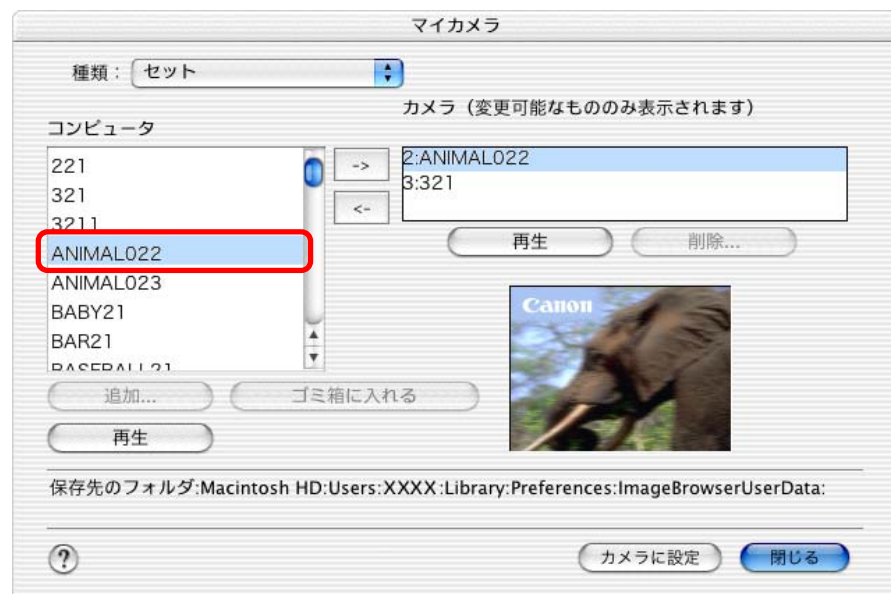 マイカメラ
種類： セット
カメラ（変更可能なもののみ表示されます）
コンピュータ
221
321
3211
ANIMAL022
ANIMAL023
BABY21
BAR21
BASEBALL21
->
<-
2:ANIMAL022
3:321
再生 削除...
Canon
追加... ゴミ箱に入れる
再生
保存先のフォルダ:Macintosh HD:Users:XXXX:Library:Preferences:ImageBrowserUserData:
? カメラに設定 閉じる